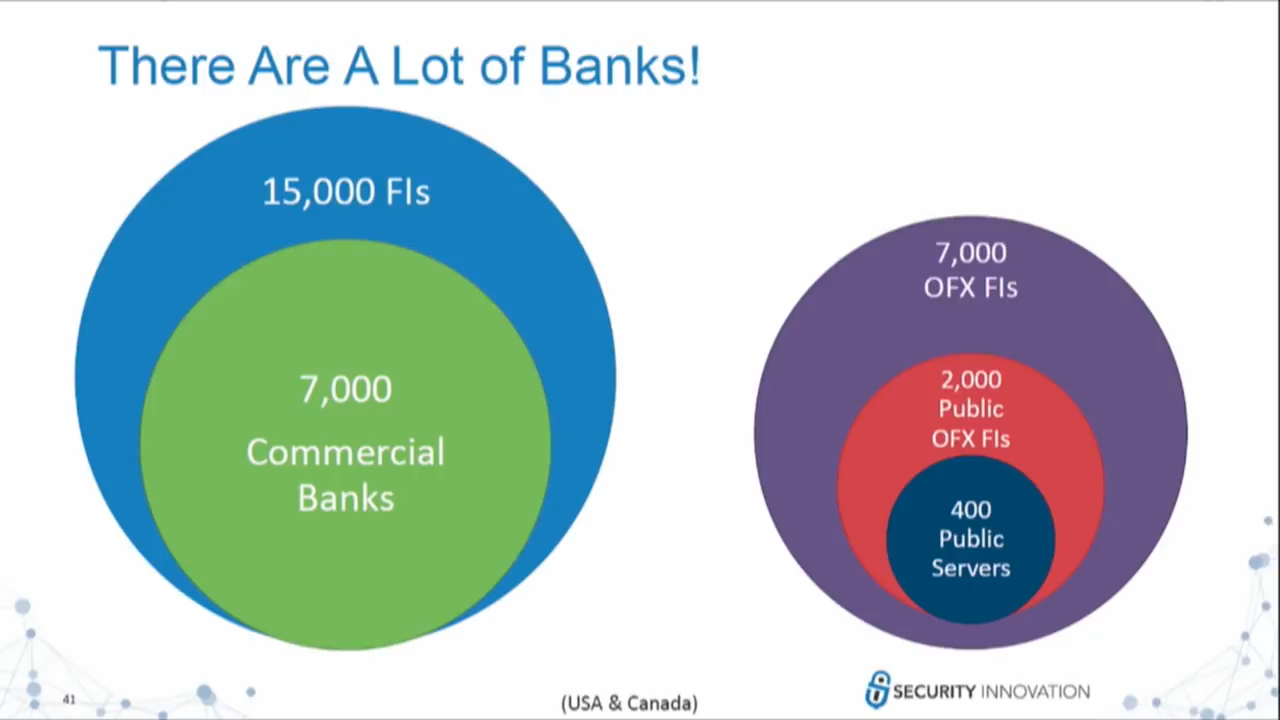 There Are A Lot of Banks!
15,000 FIs
7,000
Commercial
Banks
7,000
OFX FIs
2,000
Public
OFX FIs
400
Public
Servers
41
(USA & Canada)
SECURITY INNOVATION